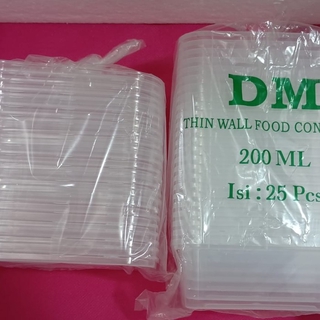 DM
THIN WALL FOOD CON
200 ML
Isi : 25 Pcs